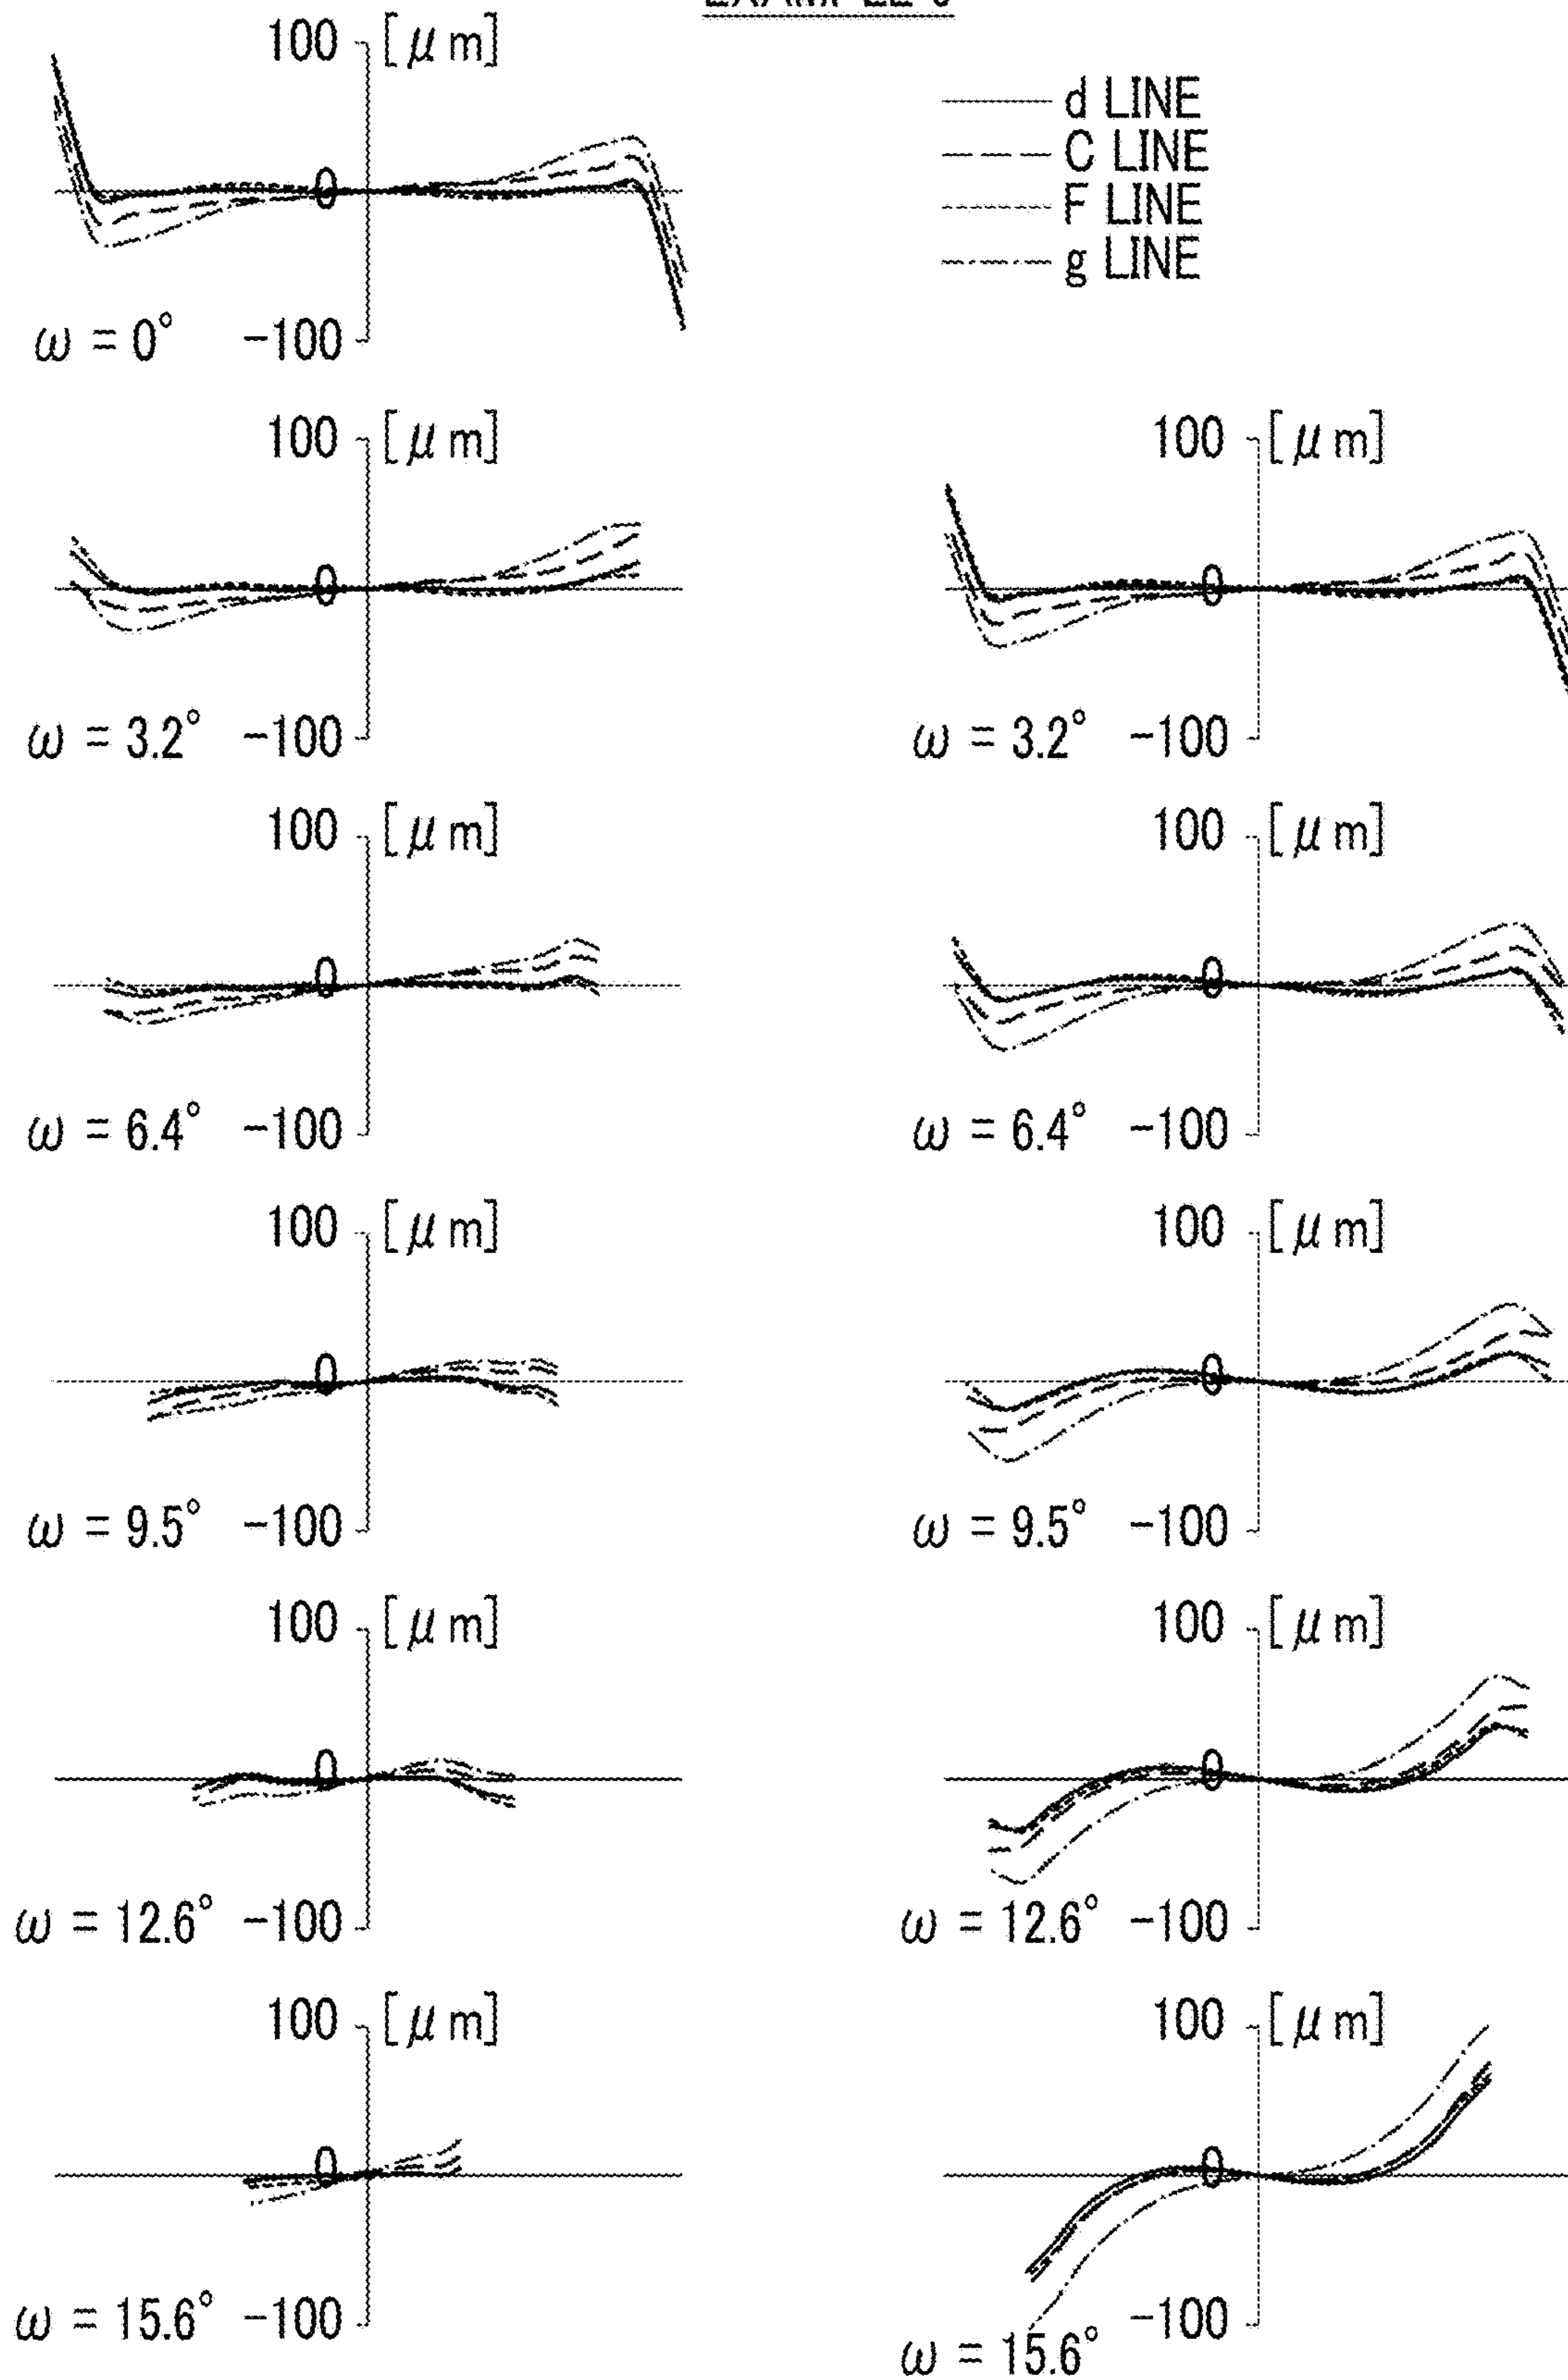 100 [μm]
0
ω = 0° -100
d LINE
C LINE
F LINE
g LINE
100 [μm]
0
ω = 3.2° -100
100 [μm]
0
ω = 3.2° -100
100 [μm]
0
ω = 6.4° -100
100 [μm]
0
ω = 6.4° -100
100 [μm]
0
ω = 9.5° -100
100 [μm]
0
ω = 9.5° -100
100 [μm]
0
ω = 12.6° -100
100 [μm]
0
ω = 12.6° -100
100 [μm]
0
ω = 15.6° -100
100 [μm]
0
-100
ω = 15.6°